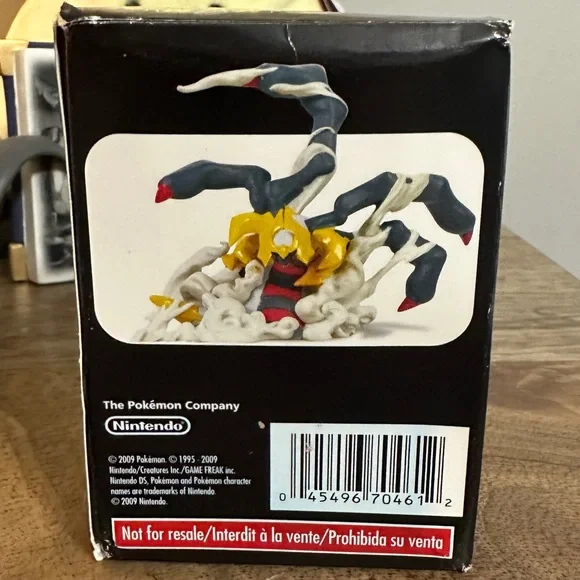 The Pokémon Company
Nintendo
© 2009 Pokémon. © 1995 - 2009
Nintendo/Creatures Inc./GAME FREAK inc.
Nintendo DS, Pokémon and Pokémon character
names are trademarks of Nintendo.
© 2009 Nintendo.
0 45496 70461 2
Not for resale/Interdit à la vente/Prohibida su venta